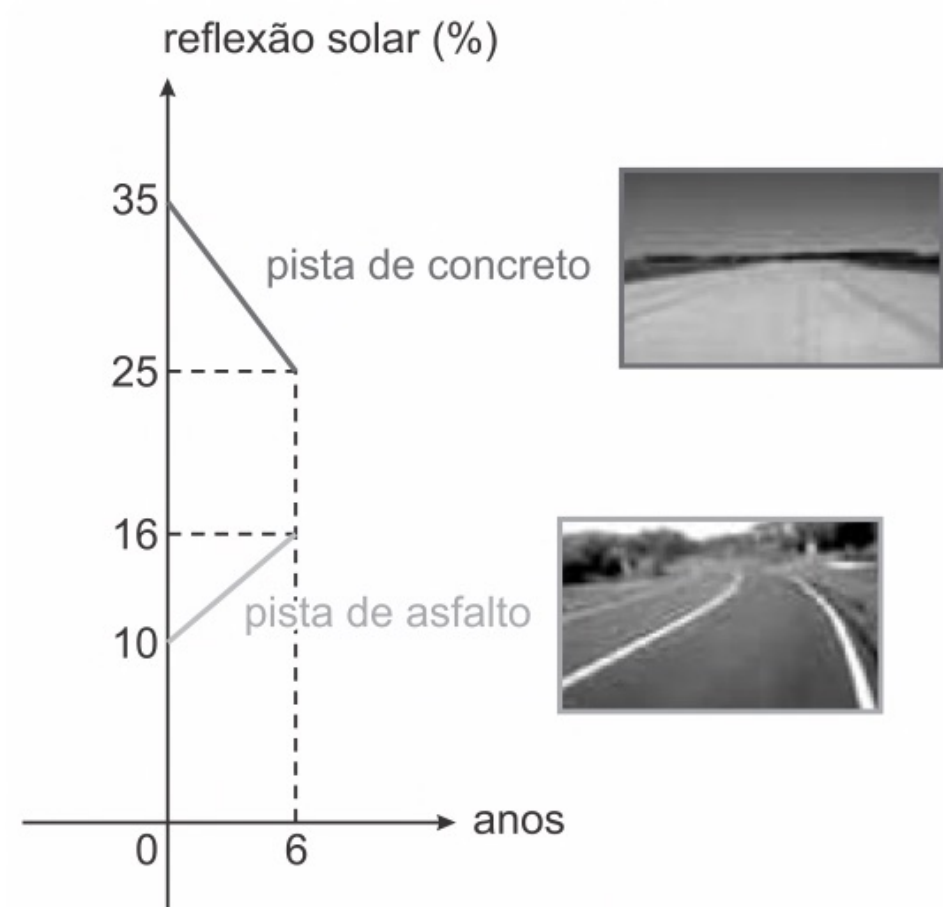 reflexão solar (%)
35
pista de concreto
25
16
pista de asfalto
10
anos
0
6